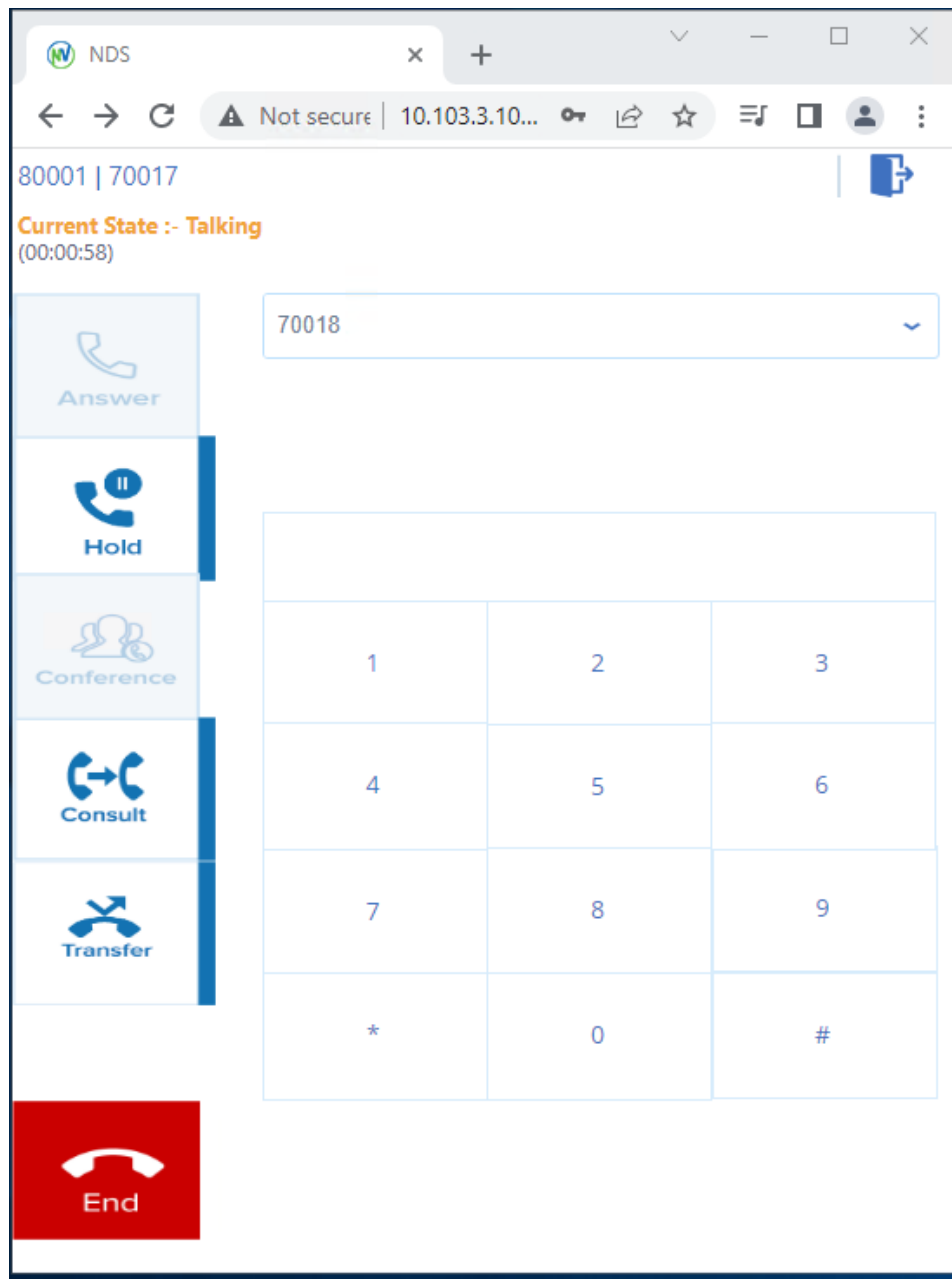 NDS
Not secure 10.103.3.10...
80001 | 70017
Current State :- Talking
(00:00:58)
70018
Answer
Hold
Conference
Consult
Transfer
End
1 2 3
4 5 6
7 8 9
* 0 #